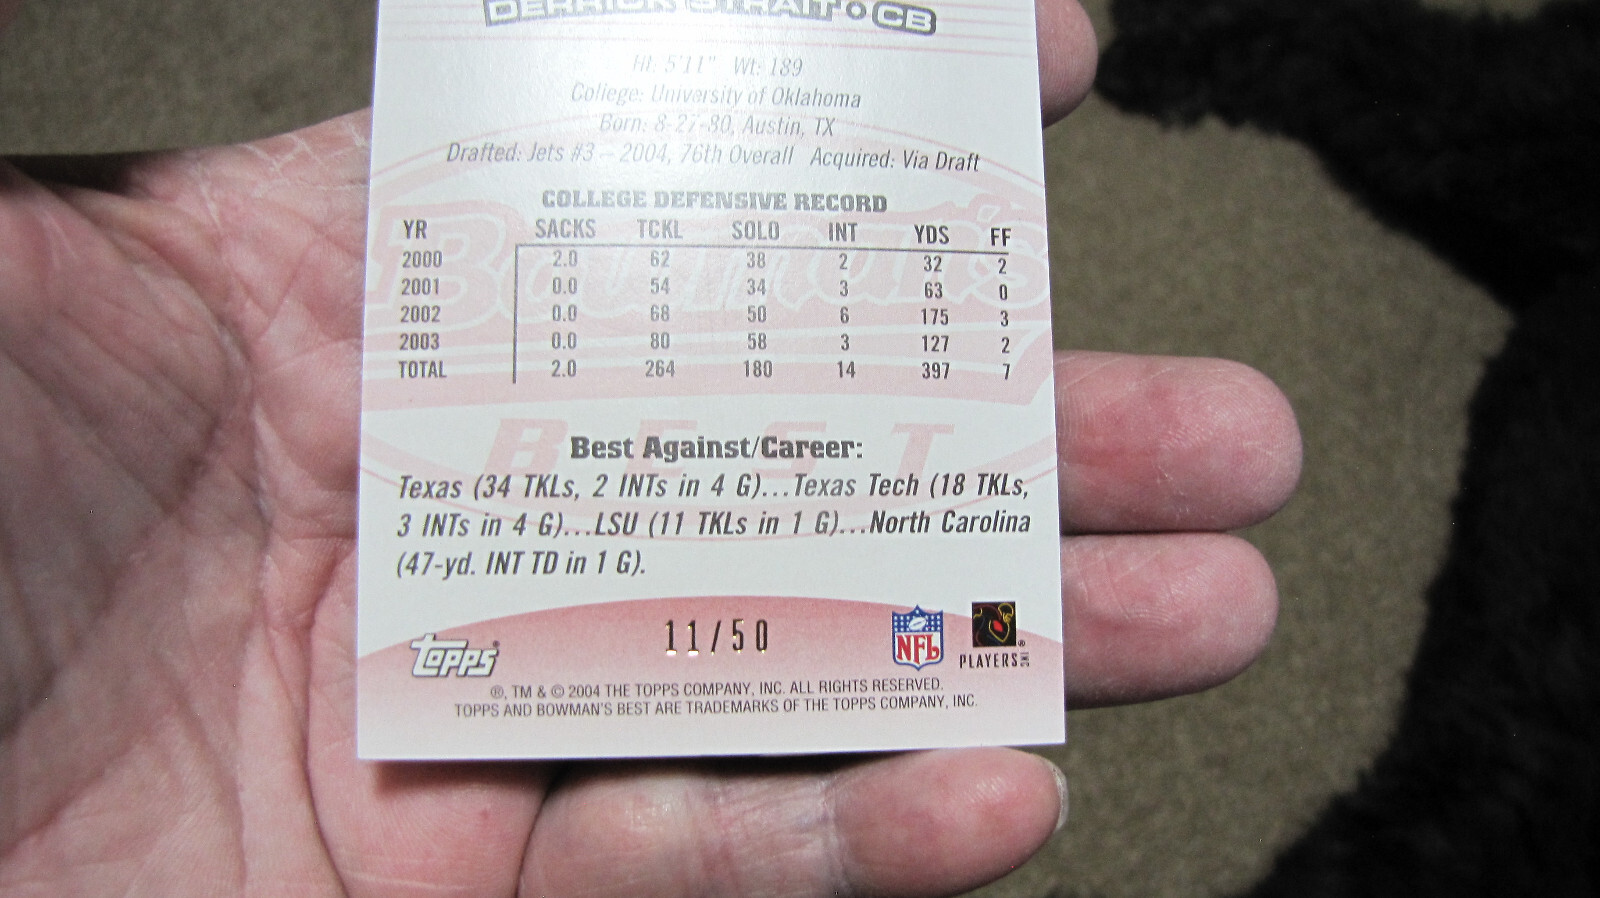 DERRICK STRAIT • CB
Ht: 5'11" Wt: 189
College: University of Oklahoma
Born: 8-27-80, Austin, TX
Drafted: Jets #3 – 2004, 76th Overall Acquired: Via Draft
COLLEGE DEFENSIVE RECORD
YR SACKS TCKL SOLO INT YDS FF
2000 2.0 62 38 2 32 2
2001 0.0 54 34 3 63 0
2002 0.0 68 50 6 175 3
2003 0.0 80 58 3 127 2
TOTAL 2.0 264 180 14 397 7
Bowman's
BEST
Best Against/Career:
Texas (34 TKLs, 2 INTs in 4 G)...Texas Tech (18 TKLs,
3 INTs in 4 G)...LSU (11 TKLs in 1 G)...North Carolina
(47-yd. INT TD in 1 G).
Topps® 11/50 NFL PLAYERS INC®
®, TM & © 2004 THE TOPPS COMPANY, INC. ALL RIGHTS RESERVED.
TOPPS AND BOWMAN'S BEST ARE TRADEMARKS OF THE TOPPS COMPANY, INC.